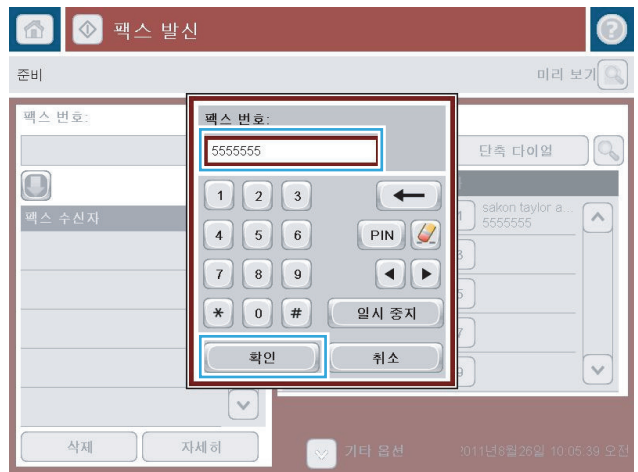 팩스 발신
준비
미리 보기
팩스 번호:
단축 다이얼
팩스 수신자
sakon taylor a...
5555555
팩스 번호:
5555555
1 2 3
4 5 6 PIN
7 8 9
* 0 # 일시 중지
확인 취소
삭제
자세히
기타 옵션
2011년8월26일 10:05:39 오전